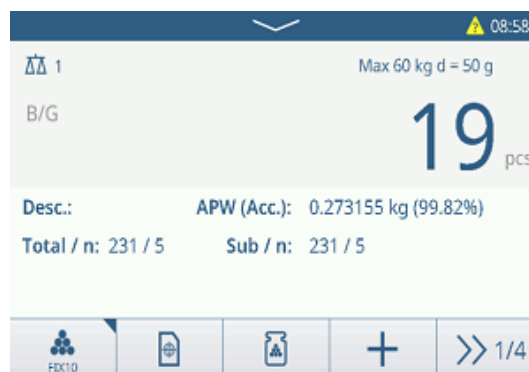 08:58
1 Max 60 kg d = 50 g
B/G
19 pcs
Desc.: APW (Acc.): 0.273155 kg (99.82%)
Total / n: 231 / 5 Sub / n: 231 / 5
FIX10
1/4